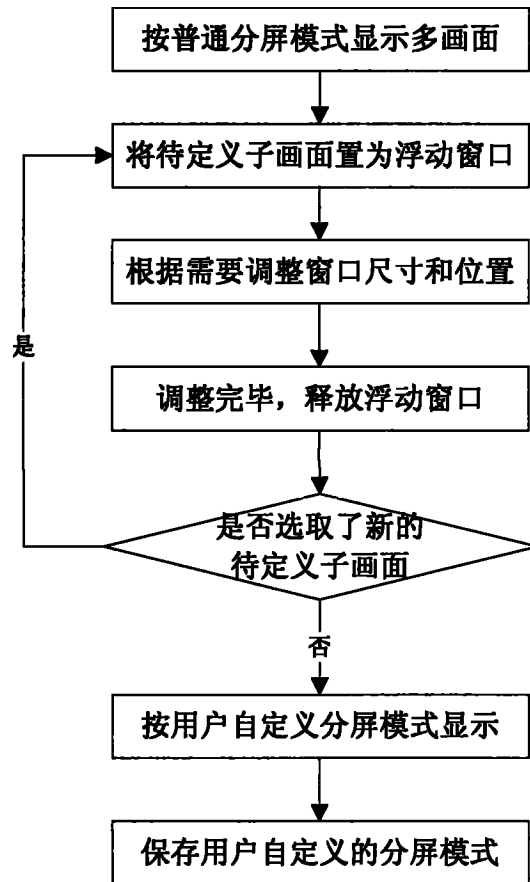 按普通分屏模式显示多画面
将待定义子画面置为浮动窗口
根据需要调整窗口尺寸和位置
是
调整完毕，释放浮动窗口
是否选取了新的
待定义子画面
否
按用户自定义分屏模式显示
保存用户自定义的分屏模式